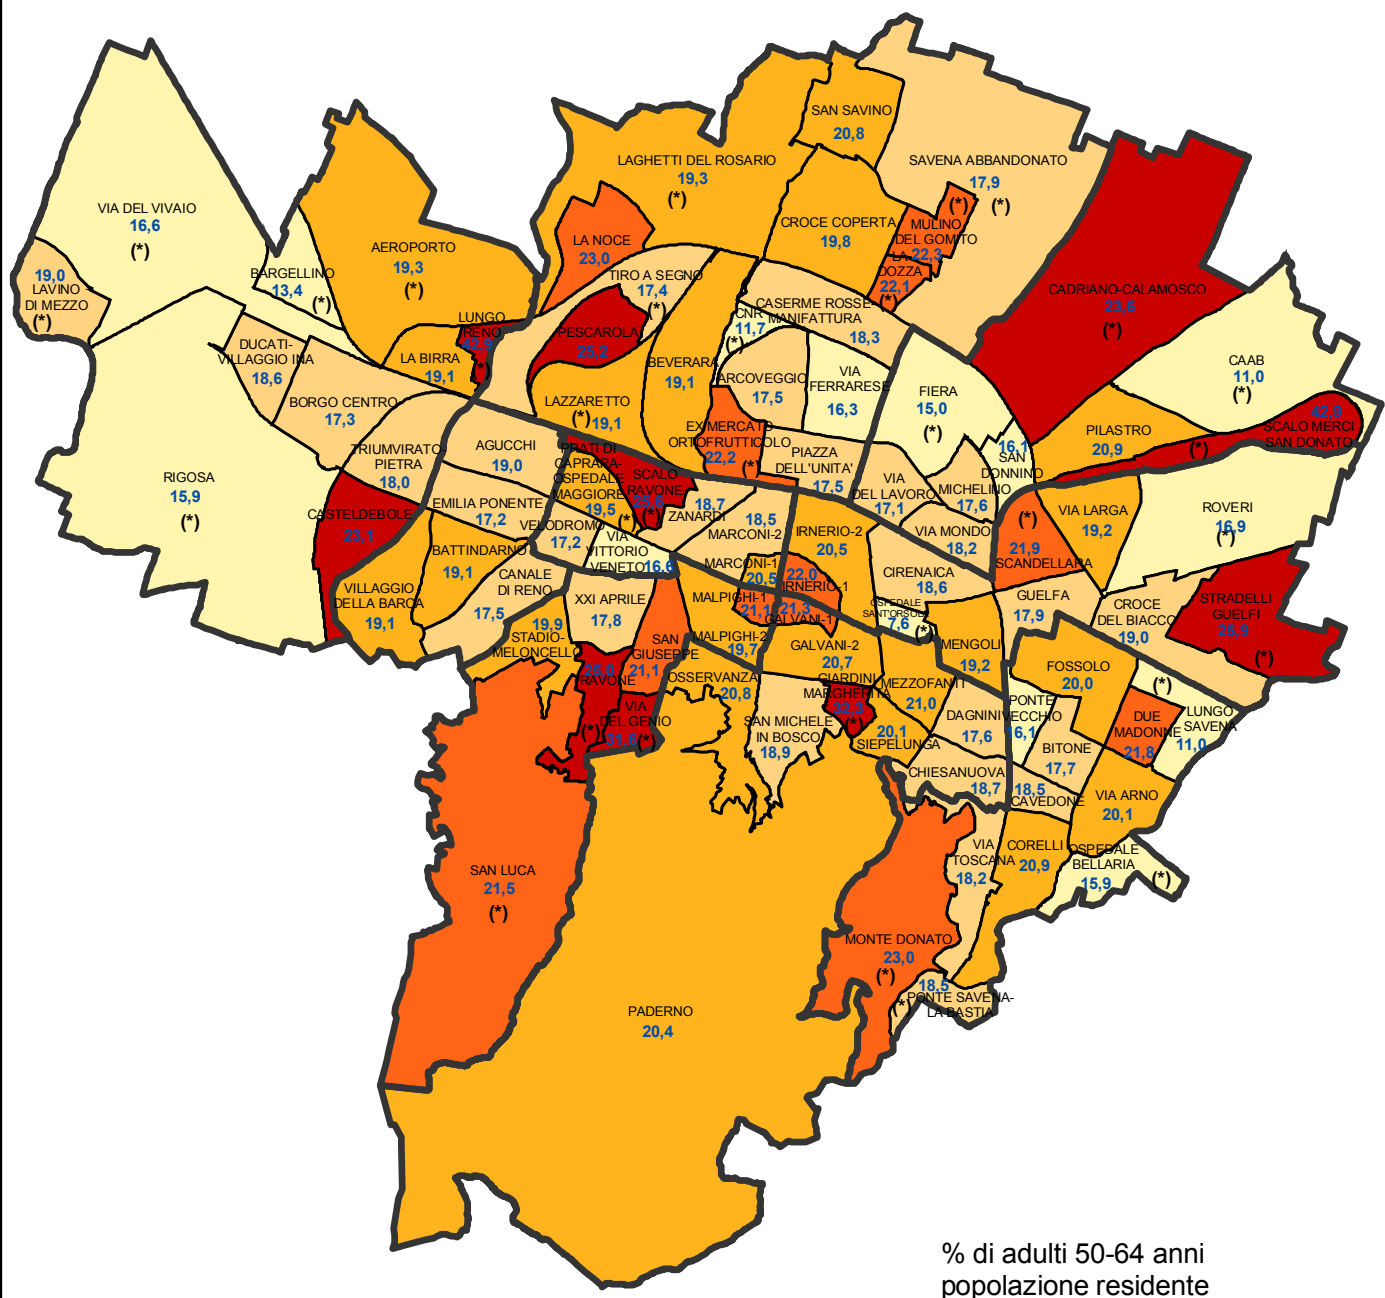 SAN SAVINO
20,8
LAGHETTI DEL ROSARIO
19,3
(*)
SAVENA ABBANDONATO
17,9
(*)
VIA DEL VIVAIO
16,6
(*)
CROCE COPERTA
19,8
(*)
MULINO
DEL GOMITO
22,3
LA
DOZZA
22,1
(*)
LA NOCE
23,0
AEROPORTO
19,3
(*)
BARGELLINO
13,4
(*)
19,0
LAVINO
DI MEZZO
(*)
TIRO A SEGNO
17,4
(*)
CADRIANO-CALAMOSCO
23,6
(*)
CASERME ROSSE-
MANIFATTURA
18,3
CNR
11,7
(*)
LUNGO
RENO
42,9
(*)
PESCAROLA
25,2
DUCATI-
VILLAGGIO INA
18,6
LA BIRRA
19,1
BEVERARA
19,1
ARCOVEGGIO
17,5
VIA
FERRARESE
16,3
FIERA
15,0
(*)
CAAB
11,0
(*)
BORGO CENTRO
17,3
LAZZARETTO
(*)
19,1
42,9
SCALO MERCI
SAN DONATO
(*)
PILASTRO
20,9
EX MERCATO
ORTOFRUTTICOLO
22,2
(*)
TRIUMVIRATO-
PIETRA
18,0
AGUCCHI
19,0
PRATI DI
CAPRARA-
OSPEDALE
MAGGIORE
19,5
(*)
SCALO
RAVONE
25,6
(*)
PIAZZA
DELL'UNITA'
17,5
16,1
SAN
DONNINO
RIGOSA
15,9
(*)
VIA
DEL LAVORO
17,1
MICHELINO
17,6
EMILIA PONENTE
17,2
18,7
ZANARDI
18,5
MARCONI-2
VIA LARGA
19,2
ROVERI
16,9
(*)
CASTELDEBOLE
23,1
VELODROMO
17,2
VIA
VITTORIO
VENETO
16,6
IRNERIO-2
20,5
VIA MONDO
18,2
(*)
21,9
SCANDELLARA
BATTINDARNO
19,1
MARCONI-1
20,5
22,0
IRNERIO-1
CIRENAICA
18,6
VILLAGGIO
DELLA BARCA
19,1
CANALE
DI RENO
17,5
XXI APRILE
17,8
MALPIGHI-1
21,1
21,3
GALVANI-1
OSPEDALE
SANT'ORSOLA
7,6
(*)
GUELFA
17,9
CROCE
DEL BIACCO
19,0
STRADELLI
GUELFI
25,9
(*)
19,9
STADIO-
MELONCELLO
SAN
GIUSEPPE
21,1
MALPIGHI-2
19,7
GALVANI-2
20,7
MENGOLI
19,2
FOSSOLO
20,0
RAVONE
(*)
OSSERVANZA
20,8
GIARDINI
MARGHERITA
32,3
(*)
MEZZOFANTI
21,0
(*)
VIA
DEL GENIO
31,6
(*)
SAN MICHELE
IN BOSCO
18,9
20,1
SIEPELUNGA
DAGNINI
17,6
PONTE
VECCHIO
16,1
BITONE
17,7
DUE
MADONNE
21,8
LUNGO
SAVENA
11,0
CHIESANUOVA
18,7
18,5
CAVEDONE
VIA ARNO
20,1
VIA
TOSCANA
18,2
CORELLI
20,9
OSPEDALE
BELLARIA
15,9
(*)
SAN LUCA
21,5
(*)
MONTE DONATO
23,0
(*)
18,5
PONTE SAVENA-
LA BASTIA
(*)
PADERNO
20,4
% di adulti 50-64 anni
popolazione residente